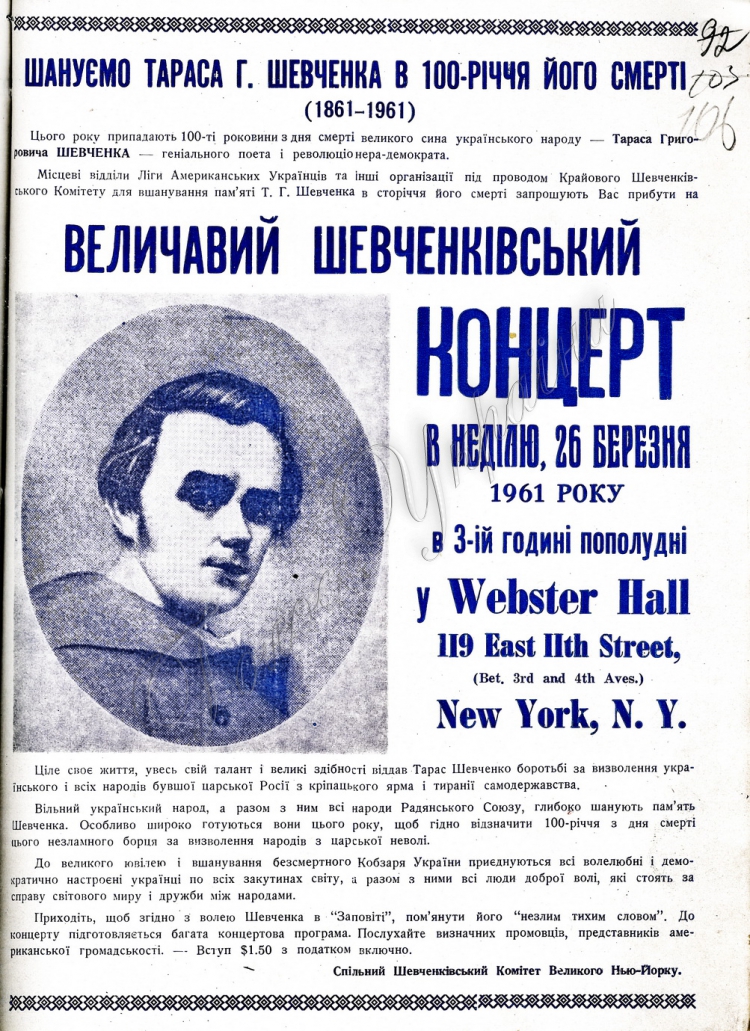 92
103
106
ШАНУЄМО ТАРАСА Г. ШЕВЧЕНКА В 100-РІЧЧЯ ЙОГО СМЕРТІ
(1861-1961)
Цього року припадають 100-ті роковини з дня смерті великого сина українського народу — Тараса Григо-
ровича ШЕВЧЕНКА — геніального поета і революціонера-демократа.
Місцеві відділи Ліги Американських Українців та інші організації під проводом Крайового Шевченків-
ського Комітету для вшанування пам'яті Т. Г. Шевченка в сторіччя його смерті запрошують Вас прибути на
ВЕЛИЧАВИЙ ШЕВЧЕНКІВСЬКИЙ
КОНЦЕРТ
В НЕДІЛЮ, 26 БЕРЕЗНЯ
1961 РОКУ
в 3-ій годині пополудні
у Webster Hall
119 East 11th Street,
(Bet. 3rd and 4th Aves.)
New York, N. Y.
Ціле своє життя, увесь свій талант і великі здібності віддав Тарас Шевченко боротьбі за визволення укра-
їнського і всіх народів бувшої царської Росії з кріпацького ярма і тиранії самодержавства.
Вільний український народ, а разом з ним всі народи Радянського Союзу, глибоко шанують пам'ять
Шевченка. Особливо широко готуються вони цього року, щоб гідно відзначити 100-річчя з дня смерті
цього незламного борця за визволення народів з царської неволі.
До великого ювілею і вшанування безсмертного Кобзаря України приєднуються всі волелюбні і демо-
кратично настроєні українці по всіх закутинах світу, а разом з ними всі люди доброї волі, які стоять за
справу світового миру і дружби між народами.
Приходіть, щоб згідно з волею Шевченка в "Заповіті", пом'янути його "незлим тихим словом". До
концерту підготовляється багата концертова програма. Послухайте визначних промовців, представників аме-
риканської громадськості. — Вступ $1.50 з податком включно.
Спільний Шевченківський Комітет Великого Нью-Йорку.